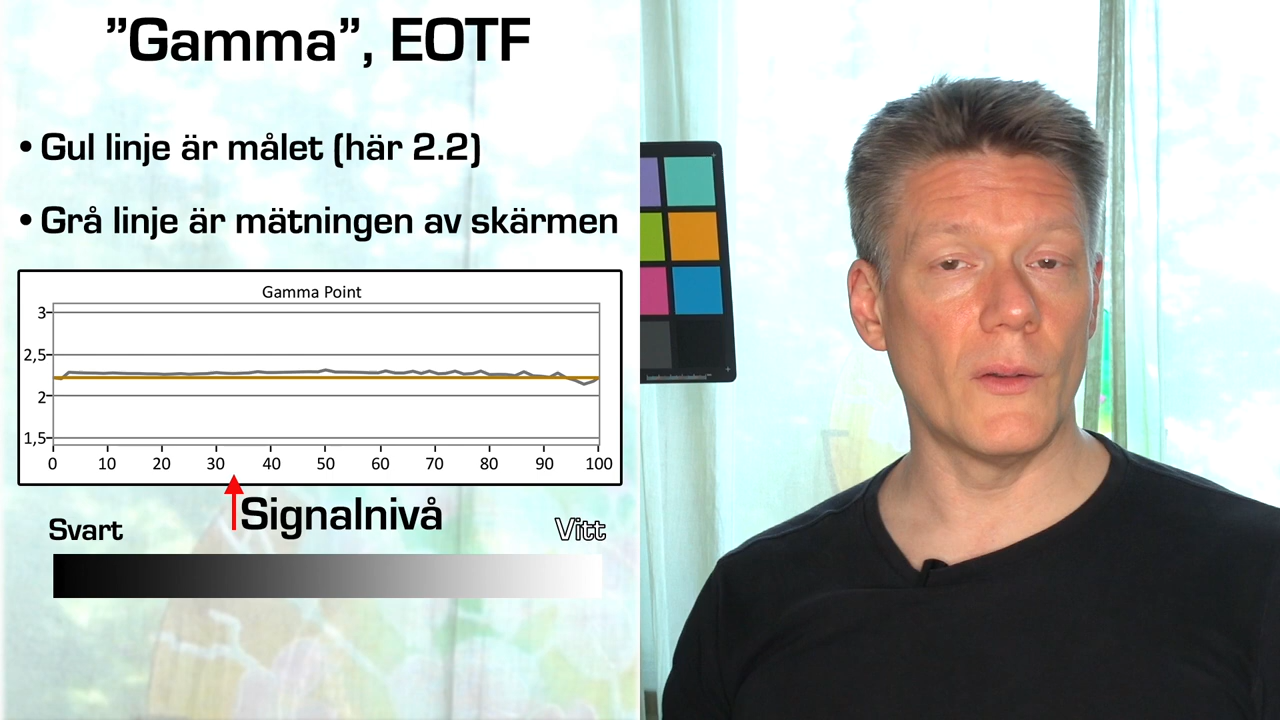 ”Gamma”, EOTF
• Gul linje är målet (här 2.2)
• Grå linje är mätningen av skärmen
Gamma Point
3
2,5
2
1,5
0 10 20 30 40 50 60 70 80 90 100
Signalnivå
Svart Vitt